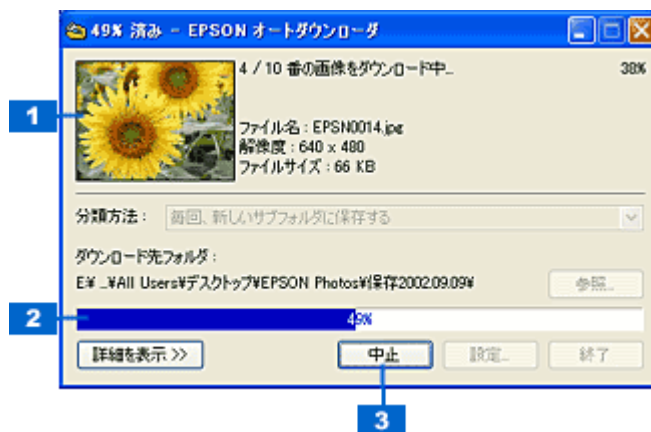 49% 済み - EPSON オートダウンローダ
4 / 10 番の画像をダウンロード中...
38%
1
ファイル名 : EPSN0014.jpg
解像度 : 640 x 480
ファイルサイズ : 66 KB
分類方法 :
毎回、新しいサブフォルダに保存する
ダウンロード先フォルダ :
E¥ ...¥All Users¥デスクトップ¥EPSON Photos¥保存2002.09.09¥
参照...
2
49%
詳細を表示 >>
中止
設定...
終了
3